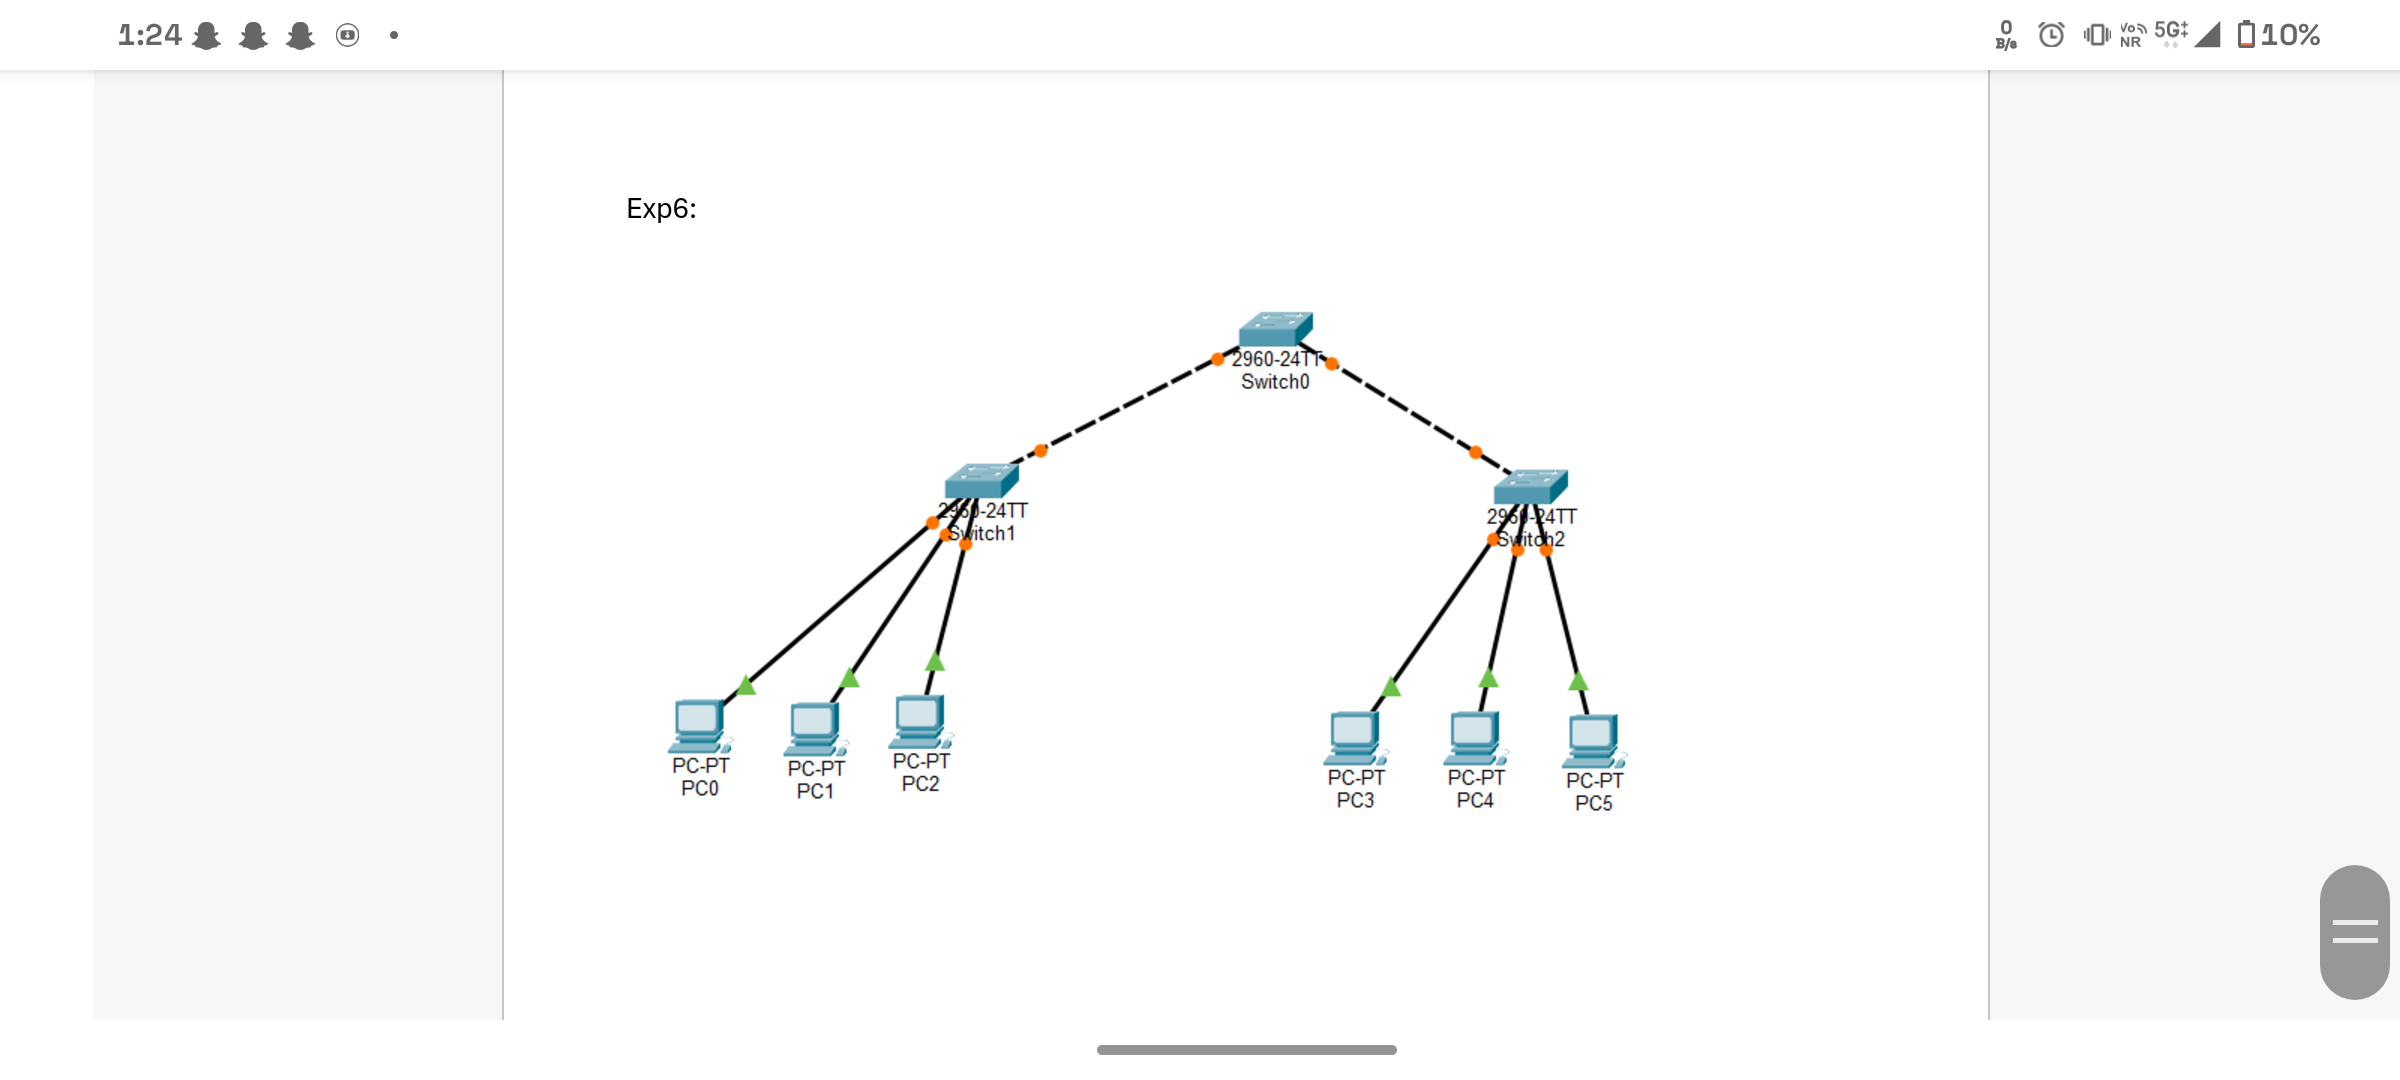 1:24
0
B/s
Vo
NR
5G
10%
Exp6:
2960-24TT
Switch0
2960-24TT
Switch1
2960-24TT
Switch2
PC-PT
PC0
PC-PT
PC1
PC-PT
PC2
PC-PT
PC3
PC-PT
PC4
PC-PT
PC5